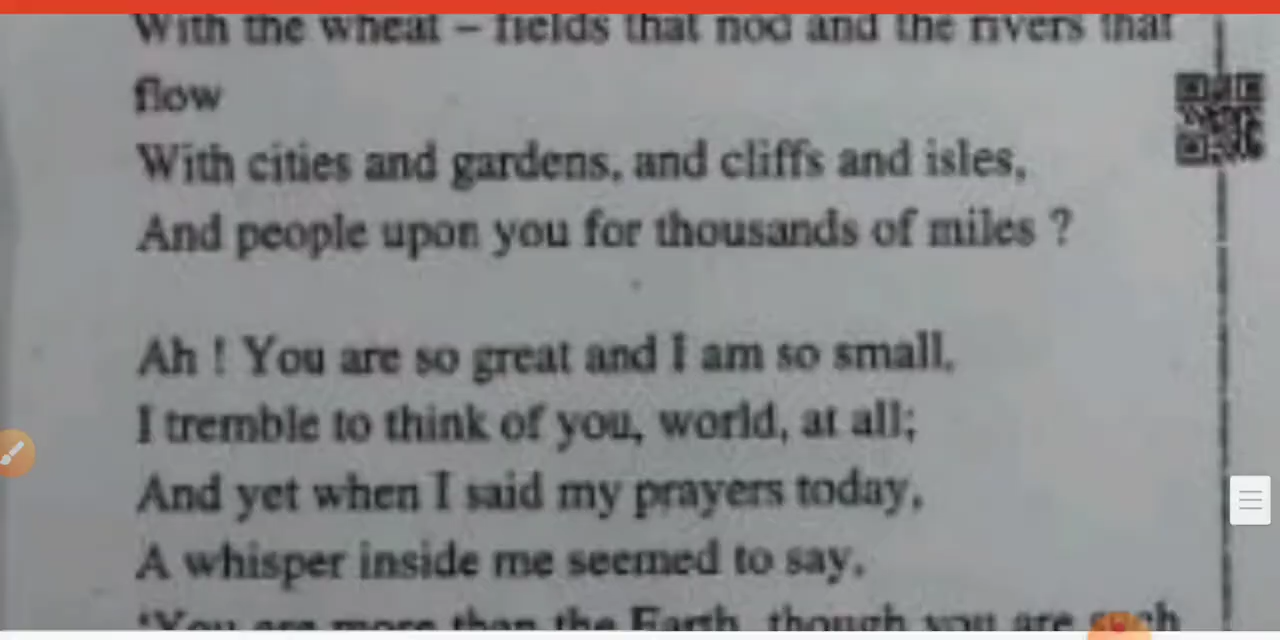 With the wheat – fields that nod and the rivers that
flow
With cities and gardens, and cliffs and isles,
And people upon you for thousands of miles ?
Ah ! You are so great and I am so small,
I tremble to think of you, world, at all;
And yet when I said my prayers today,
A whisper inside me seemed to say,
'You are more than the Earth, though you are such